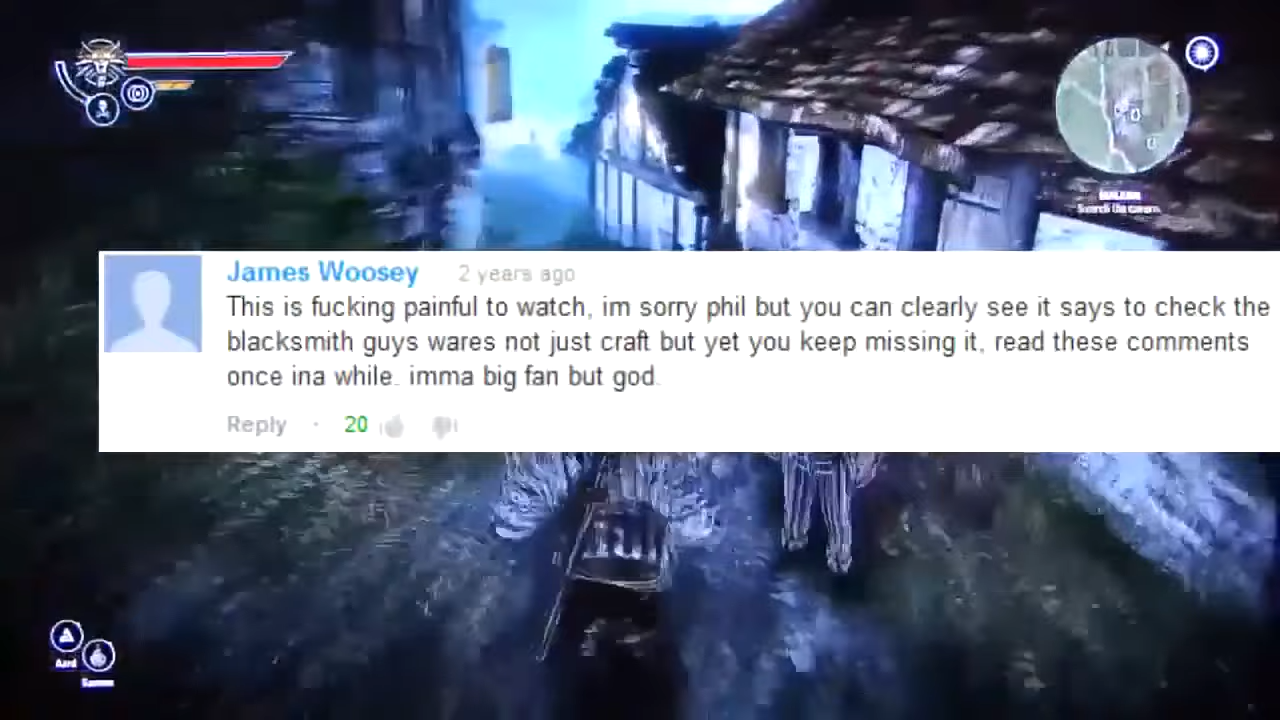 James Woosey 2 years ago
This is fucking painful to watch, im sorry phil but you can clearly see it says to check the
blacksmith guys wares not just craft but yet you keep missing it, read these comments
once ina while. imma big fan but god.
Reply · 20
Aard